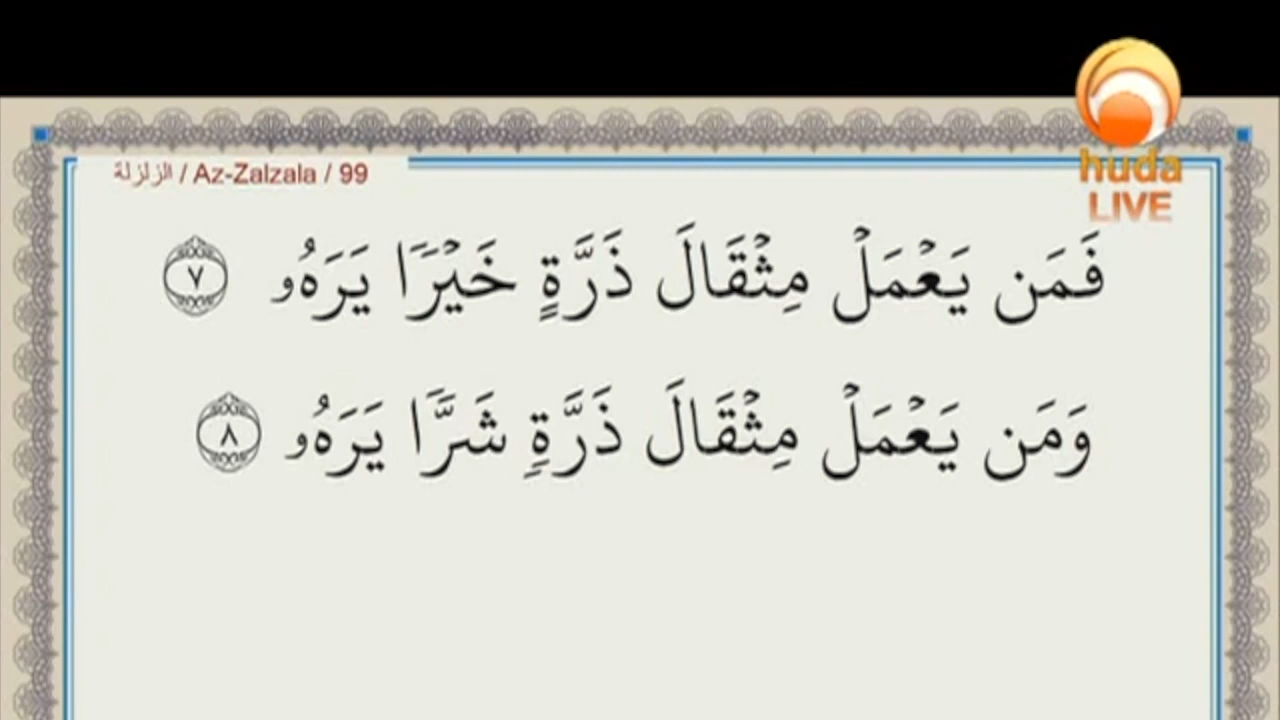 huda
LIVE
الزلزلة / Az-Zalzala / 99
فَمَن يَعْمَلْ مِثْقَالَ ذَرَّةٍ خَيْرًا يَرَهُۥ ٧
وَمَن يَعْمَلْ مِثْقَالَ ذَرَّةٍ شَرًّا يَرَهُۥ ٨